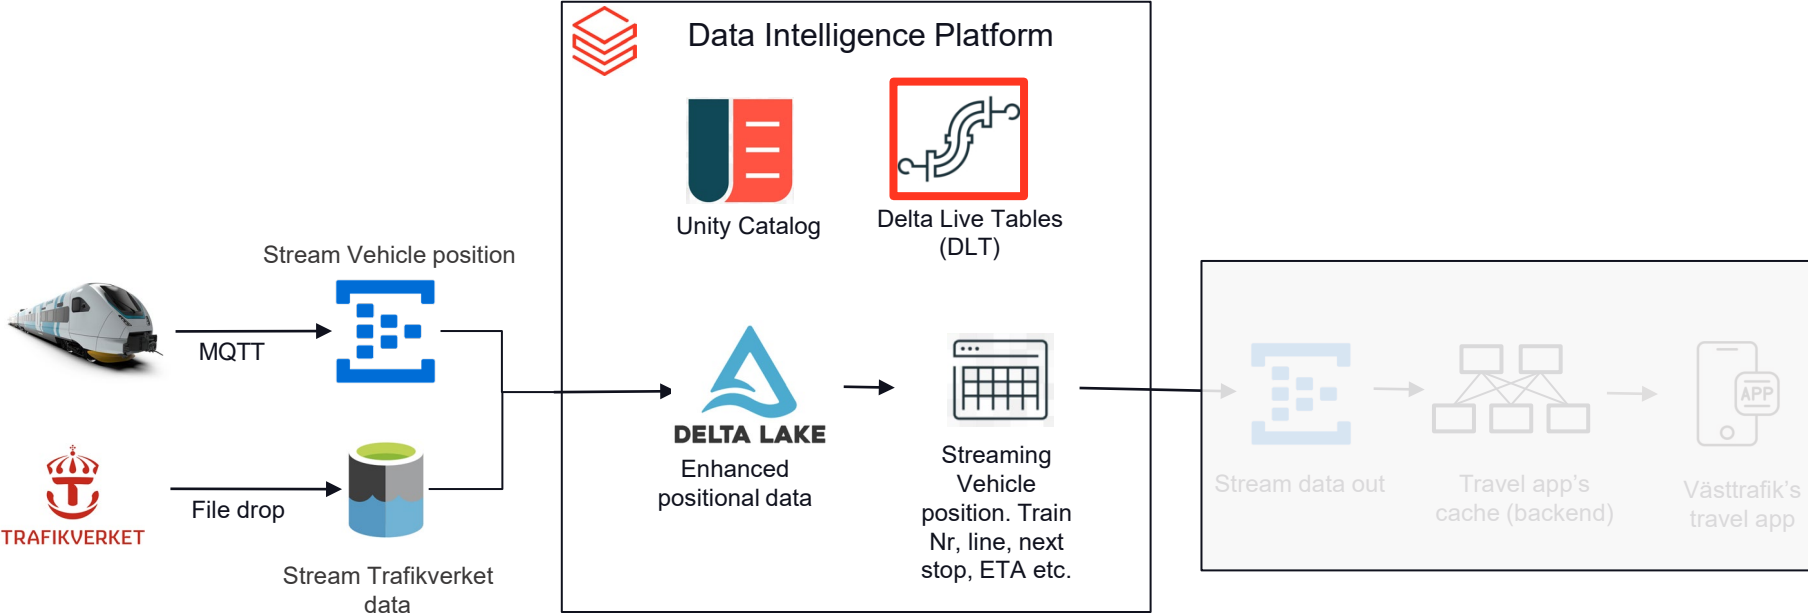 Data Intelligence Platform
Unity Catalog
Delta Live Tables
(DLT)
Stream Vehicle position
MQTT
TRAFIKVERKET
File drop
Stream Trafikverket
data
DELTA LAKE
Enhanced
positional data
Streaming
Vehicle
position. Train
Nr, line, next
stop, ETA etc.
Stream data out
Travel app's
cache (backend)
APP
Västtrafik's
travel app